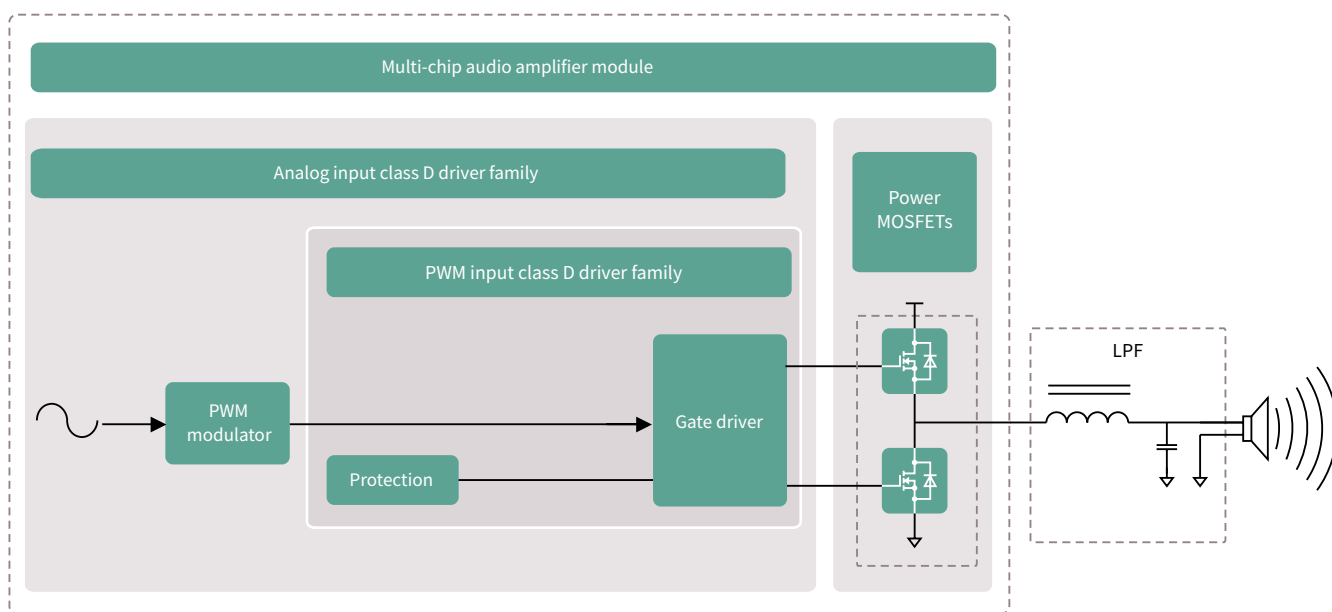 Multi-chip audio amplifier module
Analog input class D driver family
Power
MOSFETs
PWM input class D driver family
LPF
PWM
modulator
Gate driver
Protection